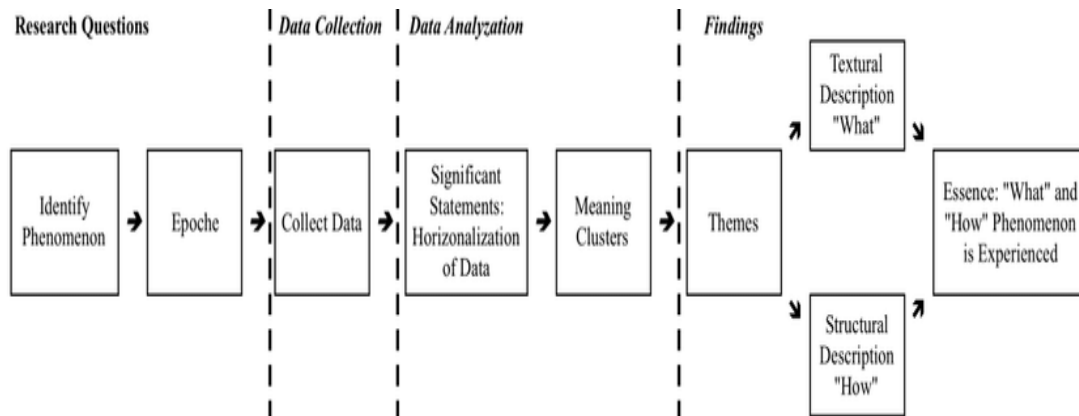 Research Questions
Data Collection
Data Analyzation
Findings
Identify
Phenomenon
Epoche
Collect Data
Significant
Statements:
Horizonalization
of Data
Meaning
Clusters
Themes
Textural
Description
"What"
Structural
Description
"How"
Essence: "What" and
"How" Phenomenon
is Experienced